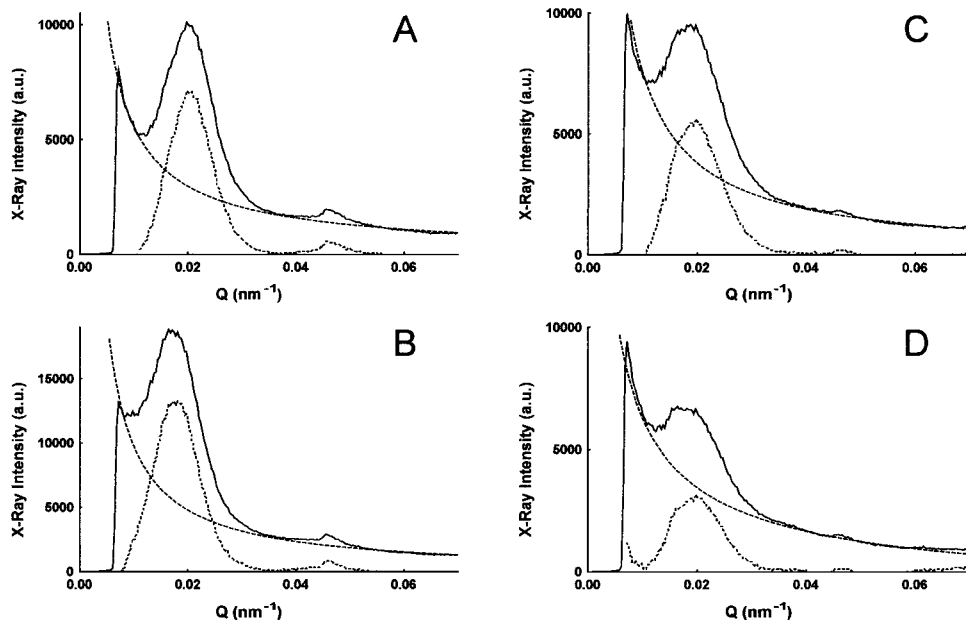 A
10000
5000
0
X-Ray Intensity (a.u.)
0.00 0.02 0.04 0.06
Q (nm⁻¹)
C
10000
5000
0
X-Ray Intensity (a.u.)
0.00 0.02 0.04 0.06
Q (nm⁻¹)
B
15000
10000
5000
0
X-Ray Intensity (a.u.)
0.00 0.02 0.04 0.06
Q (nm⁻¹)
D
10000
5000
0
X-Ray Intensity (a.u.)
0.00 0.02 0.04 0.06
Q (nm⁻¹)